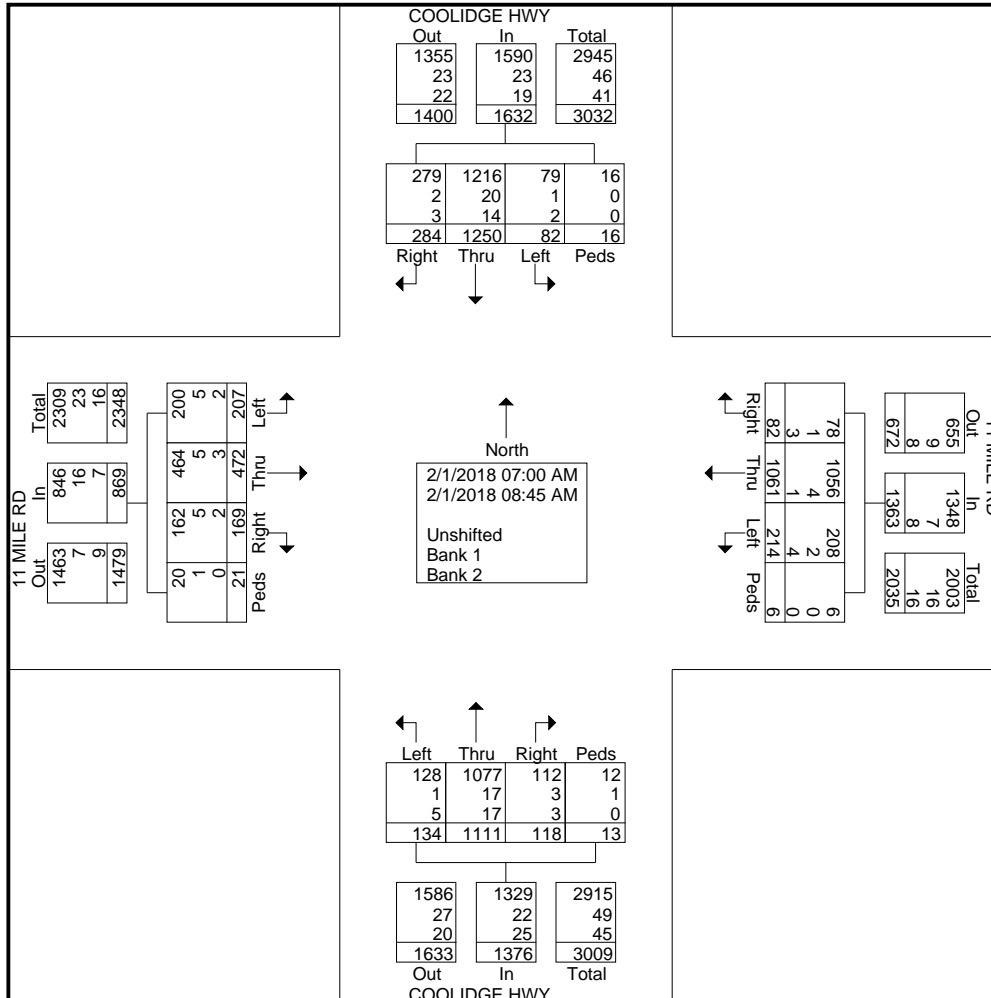 COOLIDGE HWY
Out In Total
1355 1590 2945
23 23 46
22 19 41
1400 1632 3032
279 1216 79 16
2 20 1 0
3 14 2 0
284 1250 82 16
Right Thru Left Peds
11 MILE RD
Total In Out
2309 846 1463
23 16 7
16 7 9
2348 869 1479
200 464 162 20
5 5 5 1
2 3 2 0
207 472 169 21
Left Thru Right Peds
North
2/1/2018 07:00 AM
2/1/2018 08:45 AM
Unshifted
Bank 1
Bank 2
11 MILE RD
Out In Total
655 1348 2003
9 7 16
8 8 16
672 1363 2035
78 1056 208 6
1 4 2 0
3 1 4 0
82 1061 214 6
Right Thru Left Peds
Left Thru Right Peds
128 1077 112 12
1 17 3 1
5 17 3 0
134 1111 118 13
1586 1329 2915
27 22 49
20 25 45
1633 1376 3009
Out In Total
COOLIDGE HWY